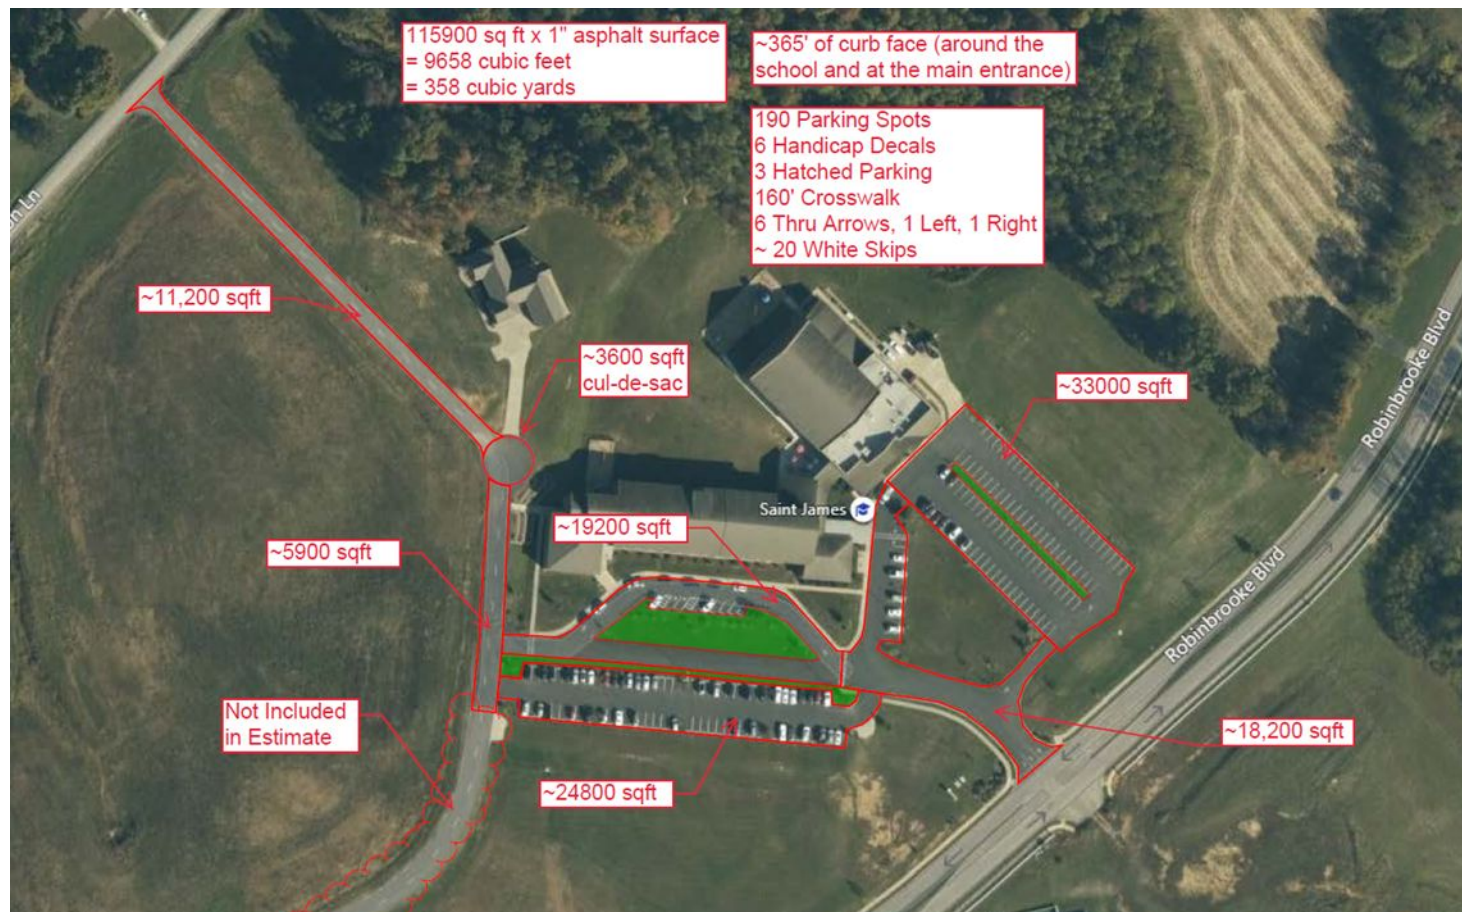 115900 sq ft x 1" asphalt surface
= 9658 cubic feet
= 358 cubic yards
~365' of curb face (around the
school and at the main entrance)
190 Parking Spots
6 Handicap Decals
3 Hatched Parking
160' Crosswalk
6 Thru Arrows, 1 Left, 1 Right
~ 20 White Skips
Ln
~11,200 sqft
~3600 sqft
cul-de-sac
~33000 sqft
Robinbrooke Blvd
Saint James
~19200 sqft
~5900 sqft
Robinbrooke Blvd
Not Included
in Estimate
~18,200 sqft
~24800 sqft